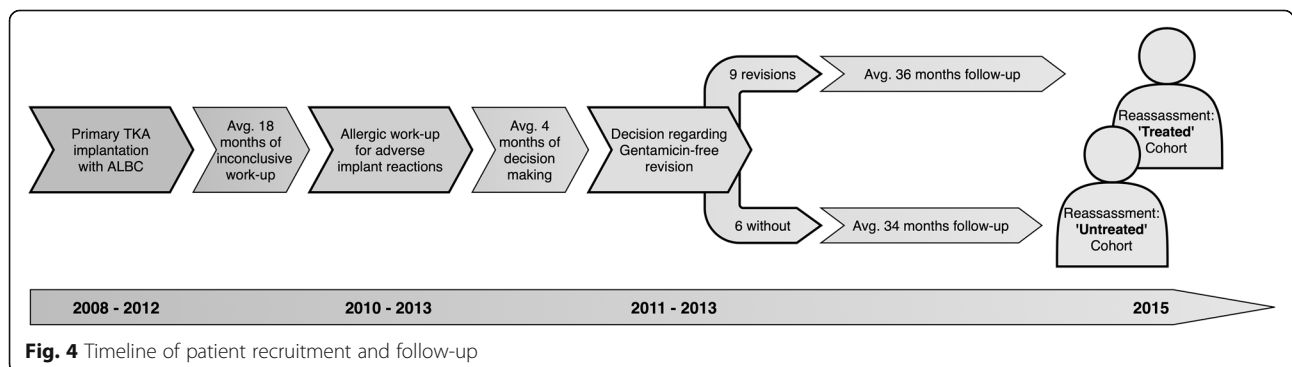 Primary TKA
implantation
with ALBC
Avg. 18
months of
inconclusive
work-up
Allergic work-up
for adverse
implant reactions
Avg. 4
months of
decision
making
Decision regarding
Gentamicin-free
revision
9 revisions
Avg. 36 months follow-up
Reassassment:
'Treated'
Cohort
6 without
Avg. 34 months follow-up
Reassassment:
'Untreated'
Cohort
2008 - 2012
2010 - 2013
2011 - 2013
2015
Fig. 4 Timeline of patient recruitment and follow-up